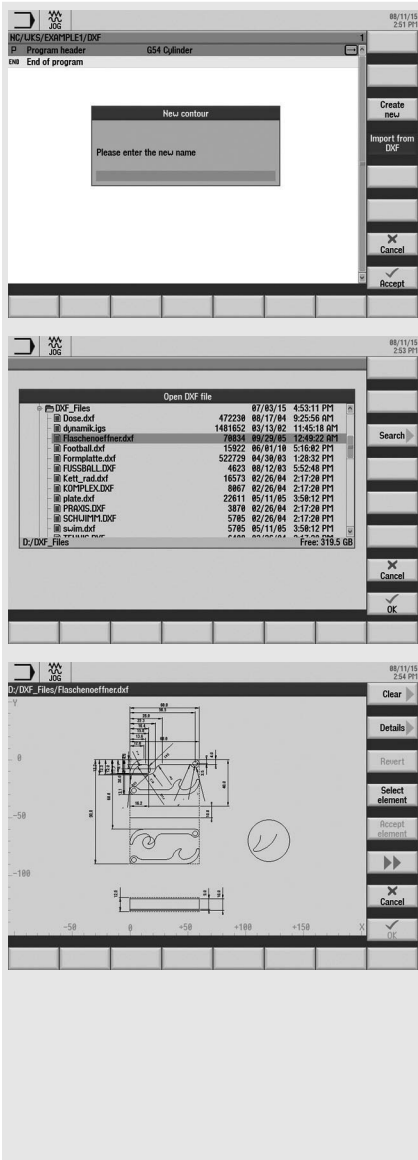 JOG
08/11/15
2:51 PM
NC/WKS/EXAMPLE1/DXF 1
P Program header G54 Cylinder
END End of program
New contour
Please enter the new name
Create
new
Import from
DXF
Cancel
Accept
JOG
08/11/15
2:53 PM
Open DXF file
DXF_Files 07/03/15 4:53:11 PM
Dose.dxf 472230 08/17/04 9:25:56 AM
dynamik.igs 1481652 03/13/02 11:45:18 AM
Flaschenoeffner.dxf 70834 09/29/05 12:49:22 AM
Football.dxf 15922 06/01/10 5:16:02 PM
Formplatte.dxf 522729 04/30/03 1:28:32 PM
FUSSBALL.DXF 4623 08/12/03 5:52:48 PM
Kett_rad.dxf 16573 02/26/04 2:17:20 PM
KOMPLEX.DXF 8067 02/26/04 2:17:20 PM
plate.dxf 22611 05/11/05 3:50:12 PM
PRAXIS.DXF 3870 02/26/04 2:17:20 PM
SCHWIMM.DXF 5705 02/26/04 2:17:20 PM
swim.dxf 5705 05/11/05 3:50:12 PM
D:/DXF_Files Free: 319.5 GB
Search
Cancel
OK
JOG
08/11/15
2:54 PM
D:/DXF_Files/Flaschenoeffner.dxf
Y
0
-50
-100
-50 0 +50 +100 +150 X
Clear
Details
Revert
Select
element
Accept
element
Cancel
OK